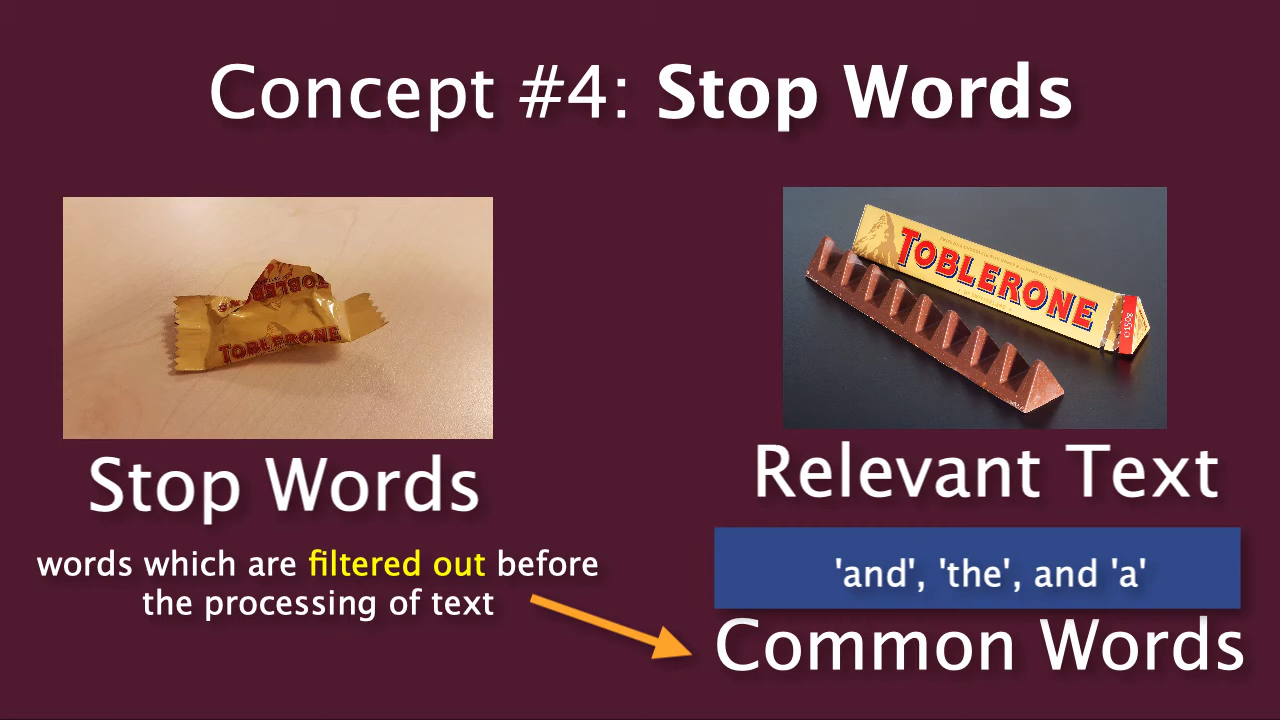 Concept #4: Stop Words
TOBLERONE
TOBLERONE
TOBLERONE
℮150g
Stop Words
Relevant Text
words which are filtered out before
the processing of text
'and', 'the', and 'a'
Common Words